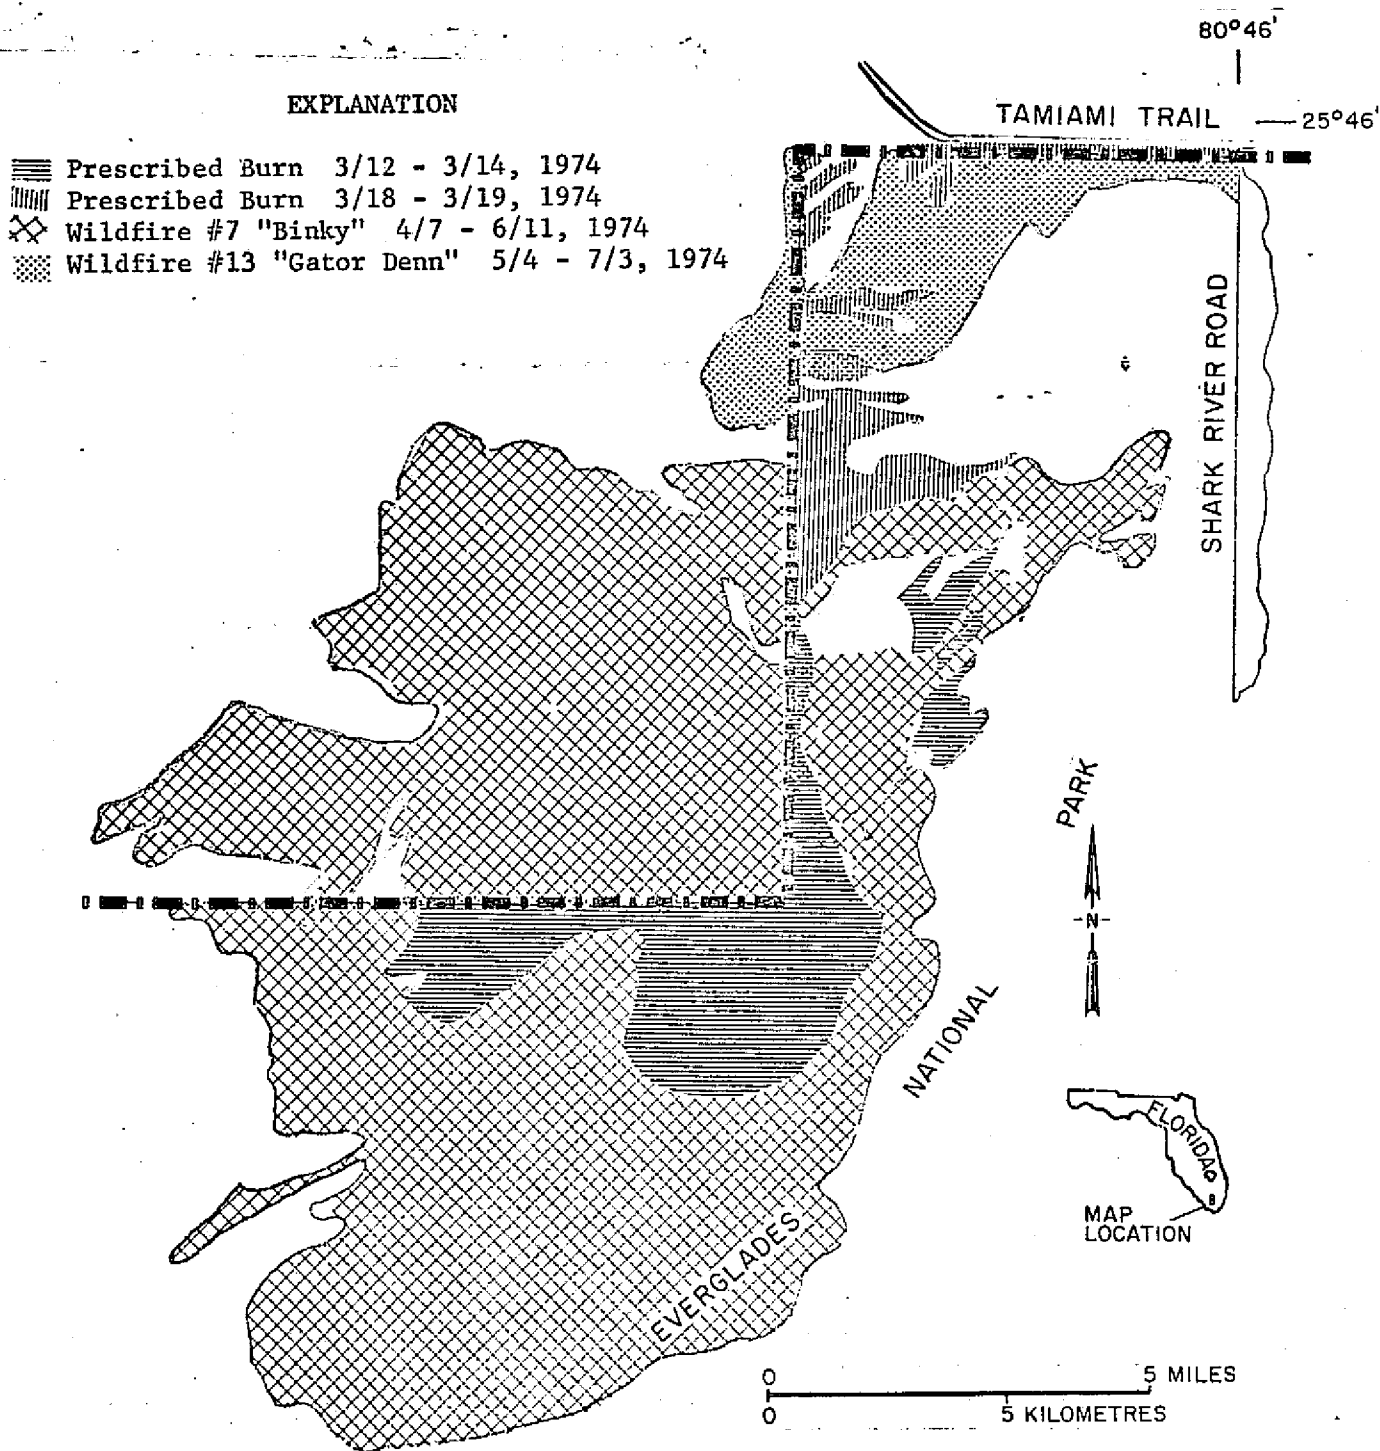 80°46'
EXPLANATION
TAMIAMI TRAIL
25°46'
Prescribed Burn 3/12 - 3/14, 1974
Prescribed Burn 3/18 - 3/19, 1974
Wildfire #7 "Binky" 4/7 - 6/11, 1974
Wildfire #13 "Gator Denn" 5/4 - 7/3, 1974
SHARK RIVER ROAD
PARK
-N-
NATIONAL
EVERGLADES
FLORIDA
MAP
LOCATION
0 5 MILES
0 5 KILOMETRES